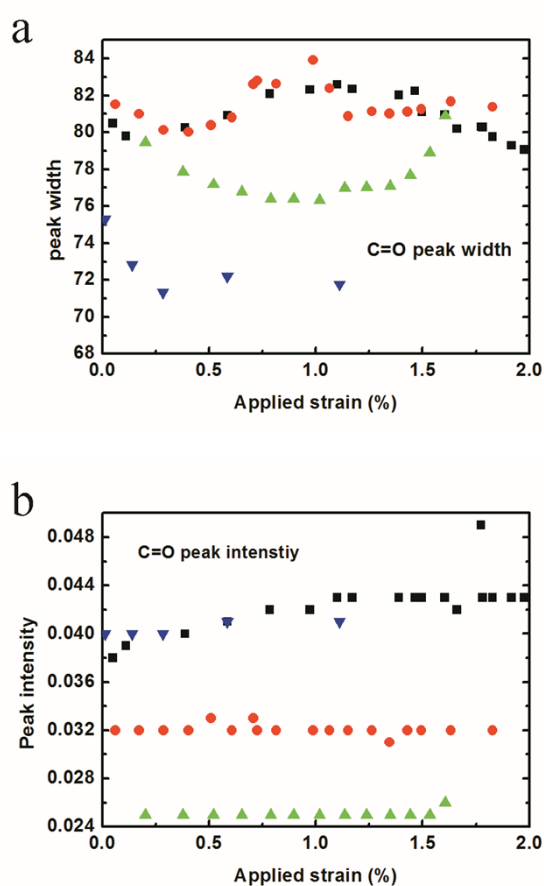 a
84
82
80
78
76
74
72
70
68
peak width
C=O peak width
0.0 0.5 1.0 1.5 2.0
Applied strain (%)
b
0.048
0.044
0.040
0.036
0.032
0.028
0.024
Peak intensity
C=O peak intenstiy
0.0 0.5 1.0 1.5 2.0
Applied strain (%)